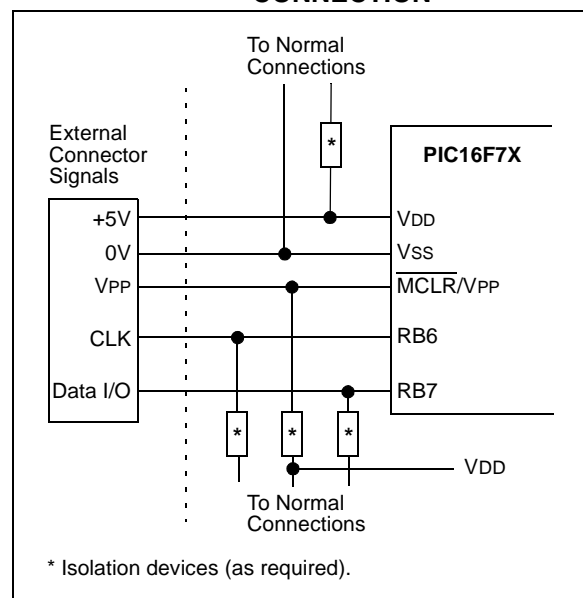 CONNECTION
To Normal
Connections
External
Connector
Signals
*
PIC16F7X
+5V
VDD
0V
VSS
VPP
MCLR/VPP
CLK
RB6
Data I/O
RB7
*
*
*
VDD
To Normal
Connections
* Isolation devices (as required).